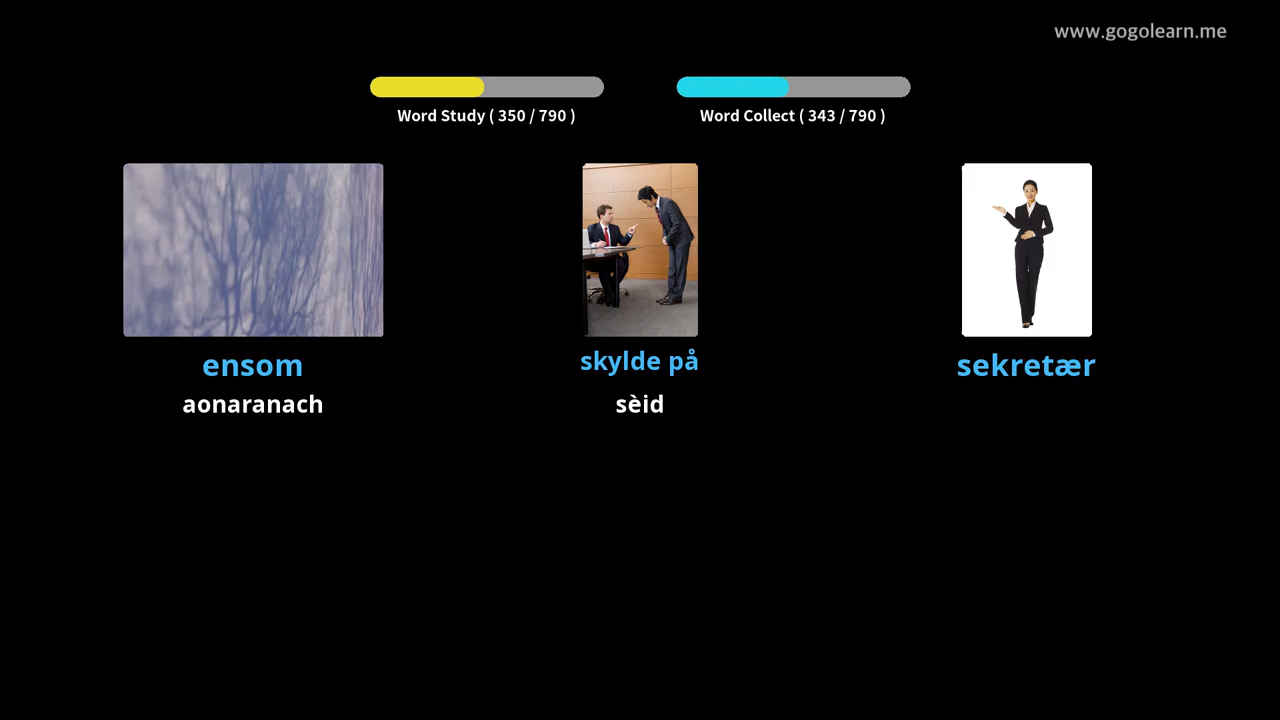 www.gogolearn.me
Word Study ( 350 / 790 )
Word Collect ( 343 / 790 )
ensom
aonaranach
skylde på
sèid
sekretær